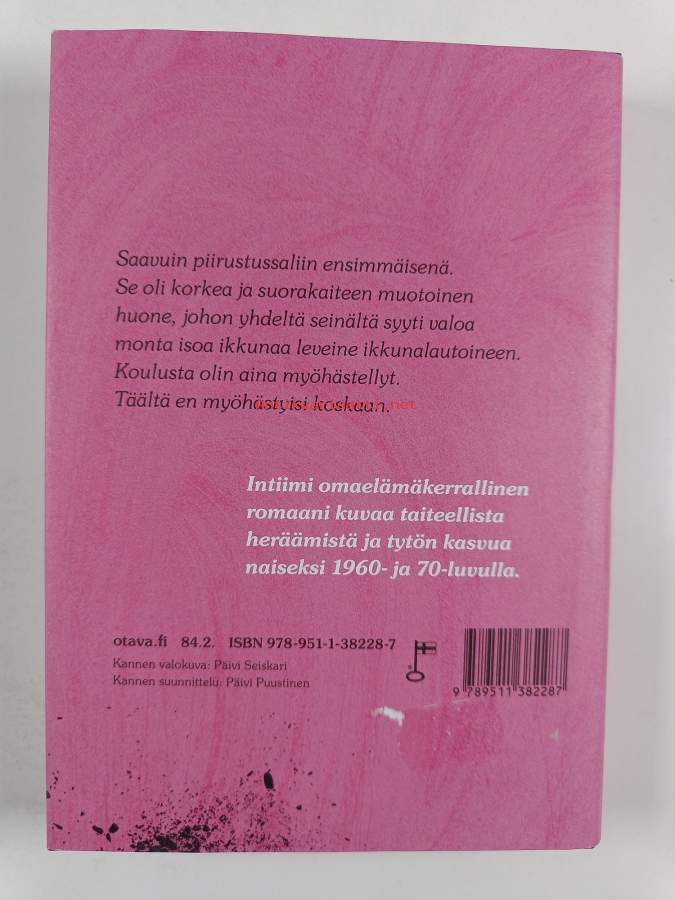 Saavuin piirustussaliin ensimmäisenä.
Se oli korkea ja suorakaiteen muotoinen
huone, johon yhdeltä seinältä syyti valoa
monta isoa ikkunaa leveine ikkunalautoineen.
Koulusta olin aina myöhästellyt.
Täältä en myöhästyisi koskaan.
Intiimi omaelämäkerrallinen
romaani kuvaa taiteellista
heräämistä ja tytön kasvua
naiseksi 1960- ja 70-luvulla.
otava.fi 84.2. ISBN 978-951-1-38228-7
Kannen valokuva: Päivi Seiskari
Kannen suunnittelu: Päivi Puustinen
9 789511 382287